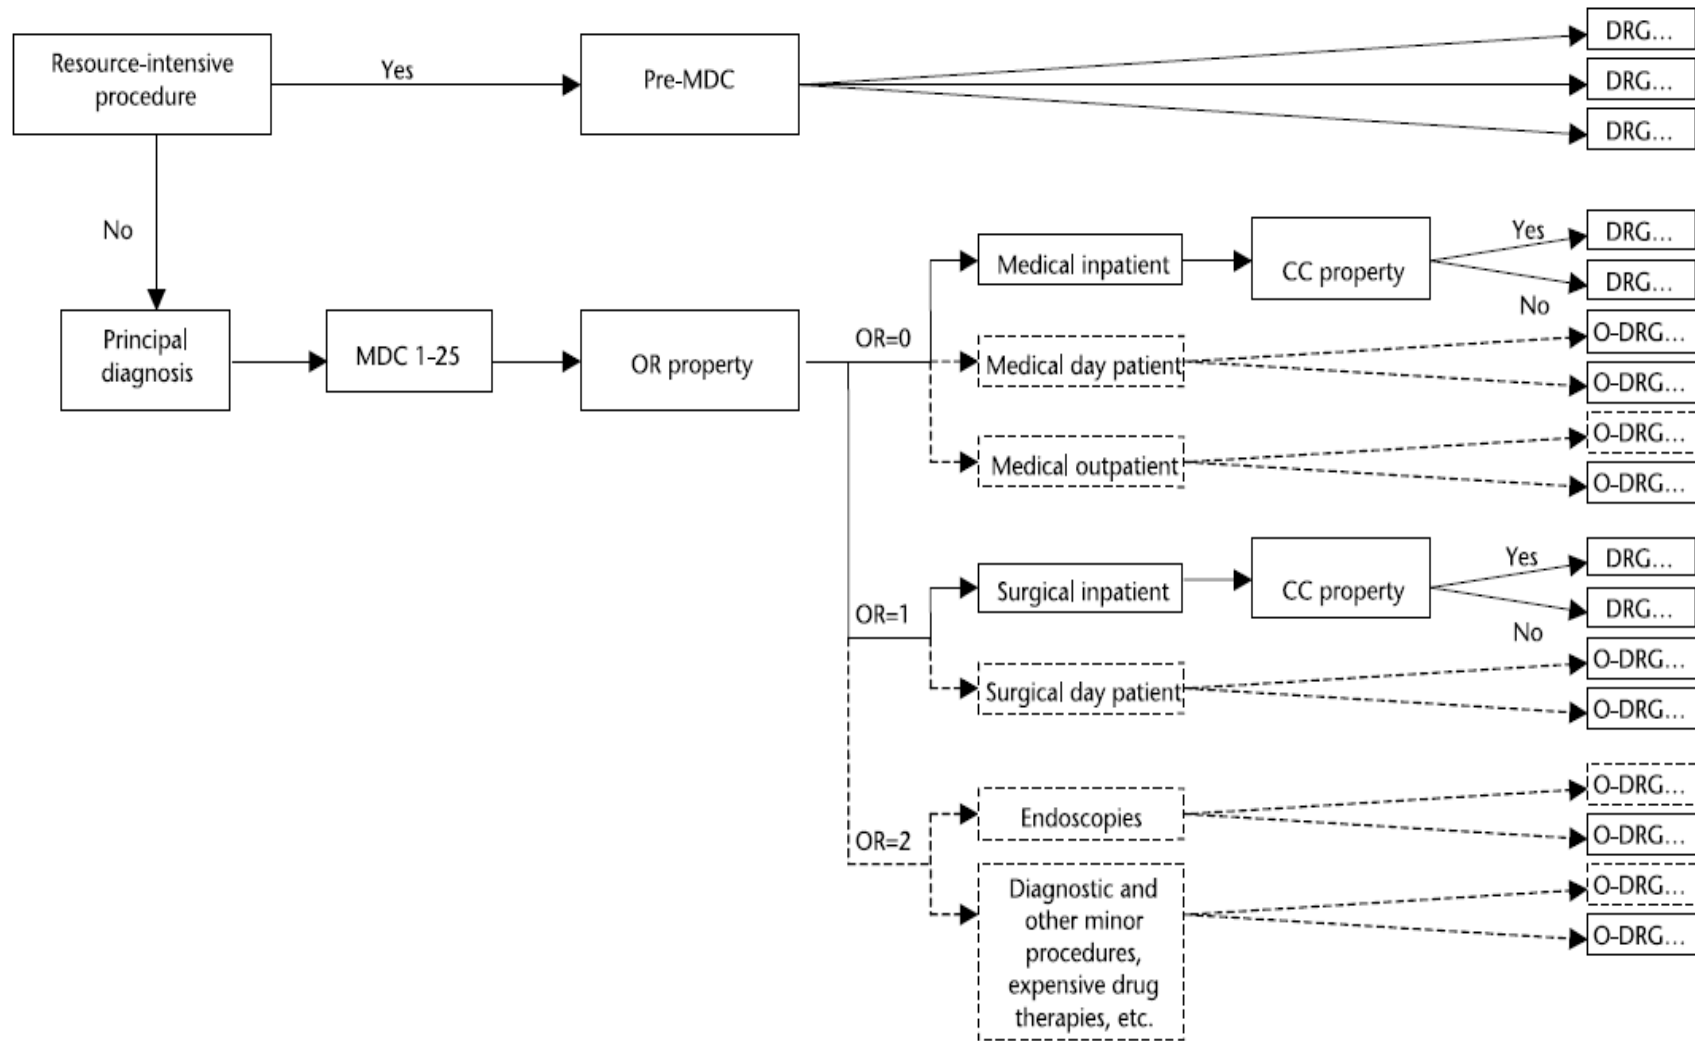 DRG...
Resource-intensive
procedure
Yes
Pre-MDC
DRG...
DRG...
No
Medical inpatient
CC property
Yes
DRG...
DRG...
No
Principal
diagnosis
MDC 1-25
OR property
OR=0
Medical day patient
O-DRG...
O-DRG...
Medical outpatient
O-DRG...
O-DRG...
OR=1
Surgical inpatient
CC property
Yes
DRG...
DRG...
No
Surgical day patient
O-DRG...
O-DRG...
OR=2
Endoscopies
O-DRG...
O-DRG...
Diagnostic and
other minor
procedures,
expensive drug
therapies, etc.
O-DRG...
O-DRG...